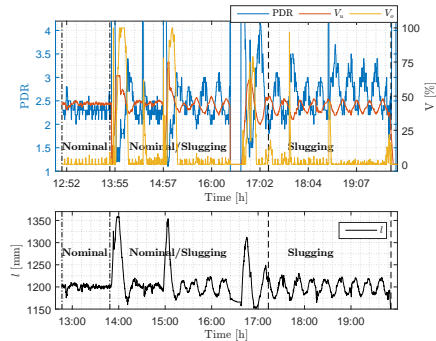 PDR V_u V_o
4
3.5
3
2.5
2
1.5
1
PDR
100
75
50
25
0
V [%]
Nominal Nominal/Slugging Slugging
12:52 13:55 14:57 16:00 17:02 18:04 19:07
Time [h]
1350
1300
1250
1200
1150
l [mm]
l
Nominal Nominal/Slugging Slugging
13:00 14:00 15:00 16:00 17:00 18:00 19:00
Time [h]